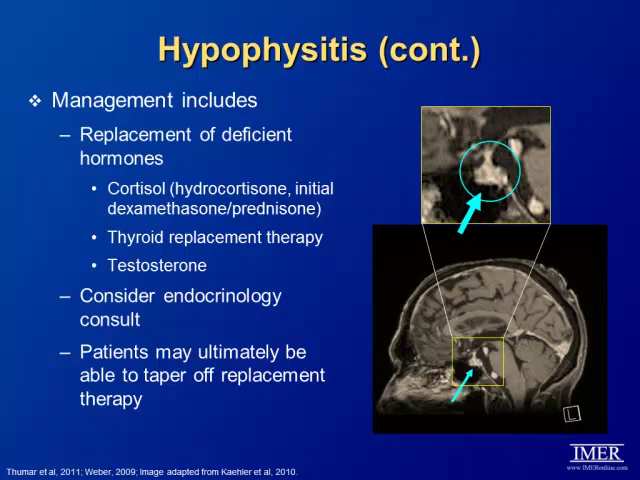 Hypophysitis (cont.)
❖ Management includes
– Replacement of deficient
hormones
• Cortisol (hydrocortisone, initial
dexamethasone/prednisone)
• Thyroid replacement therapy
• Testosterone
– Consider endocrinology
consult
– Patients may ultimately be
able to taper off replacement
therapy
L
IMER
www.IMERonline.com
Thumar et al, 2011; Weber, 2009; Image adapted from Kaehler et al, 2010.